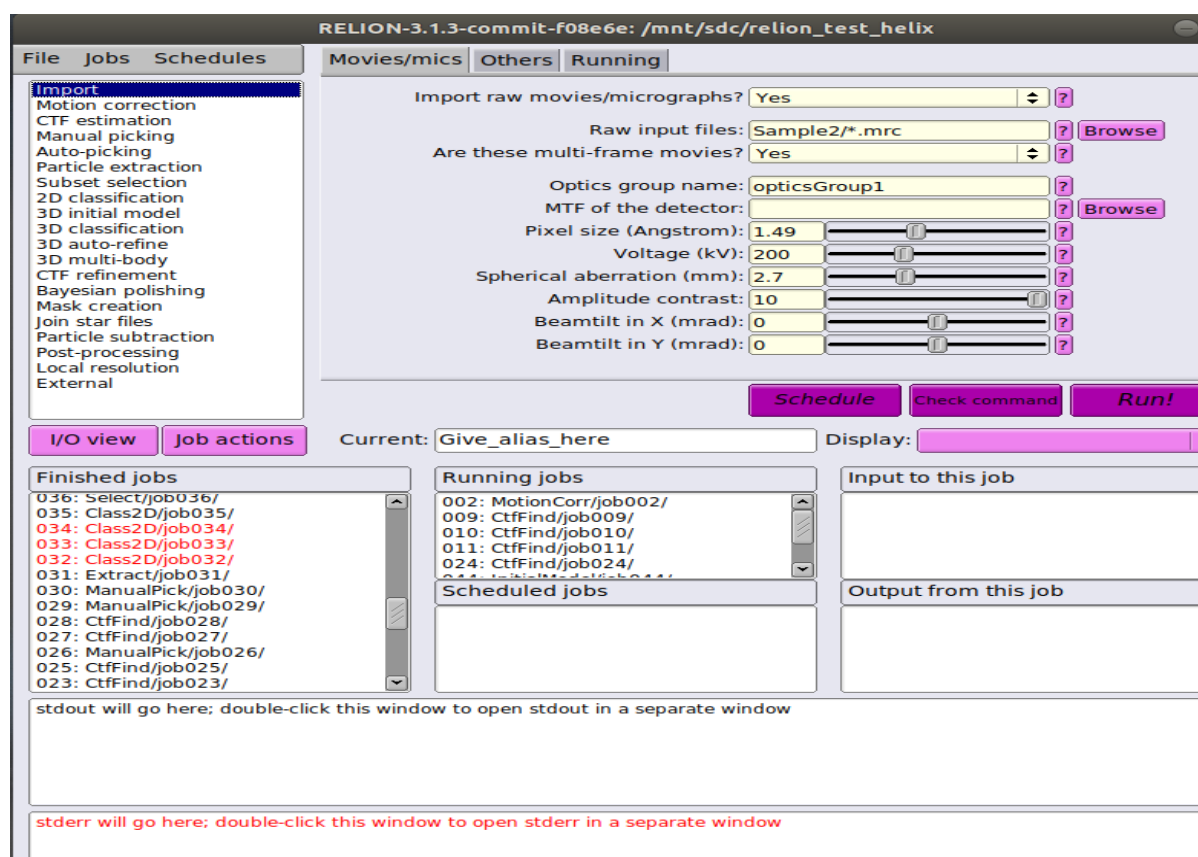 RELION-3.1.3-commit-f08e6e: /mnt/sdc/relion_test_helix
File Jobs Schedules
Movies/mics Others Running
Import
Motion correction
CTF estimation
Manual picking
Auto-picking
Particle extraction
Subset selection
2D classification
3D initial model
3D classification
3D auto-refine
3D multi-body
CTF refinement
Bayesian polishing
Mask creation
Join star files
Particle subtraction
Post-processing
Local resolution
External
Import raw movies/micrographs? Yes ?
Raw input files: Sample2/*.mrc ? Browse
Are these multi-frame movies? Yes ?
Optics group name: opticsGroup1 ?
MTF of the detector: ? Browse
Pixel size (Angstrom): 1.49 ?
Voltage (kV): 200 ?
Spherical aberration (mm): 2.7 ?
Amplitude contrast: 10 ?
Beamtilt in X (mrad): 0 ?
Beamtilt in Y (mrad): 0 ?
Schedule Check command Run!
I/O view Job actions Current: Give_alias_here Display:
Finished jobs
036: Select/job036/
035: Class2D/job035/
034: Class2D/job034/
033: Class2D/job033/
032: Class2D/job032/
031: Extract/job031/
030: ManualPick/job030/
029: ManualPick/job029/
028: CtfFind/job028/
027: CtfFind/job027/
026: ManualPick/job026/
025: CtfFind/job025/
023: CtfFind/job023/
Running jobs
002: MotionCorr/job002/
009: CtfFind/job009/
010: CtfFind/job010/
011: CtfFind/job011/
024: CtfFind/job024/
Scheduled jobs
Input to this job
Output from this job
stdout will go here; double-click this window to open stdout in a separate window
stderr will go here; double-click this window to open stderr in a separate window